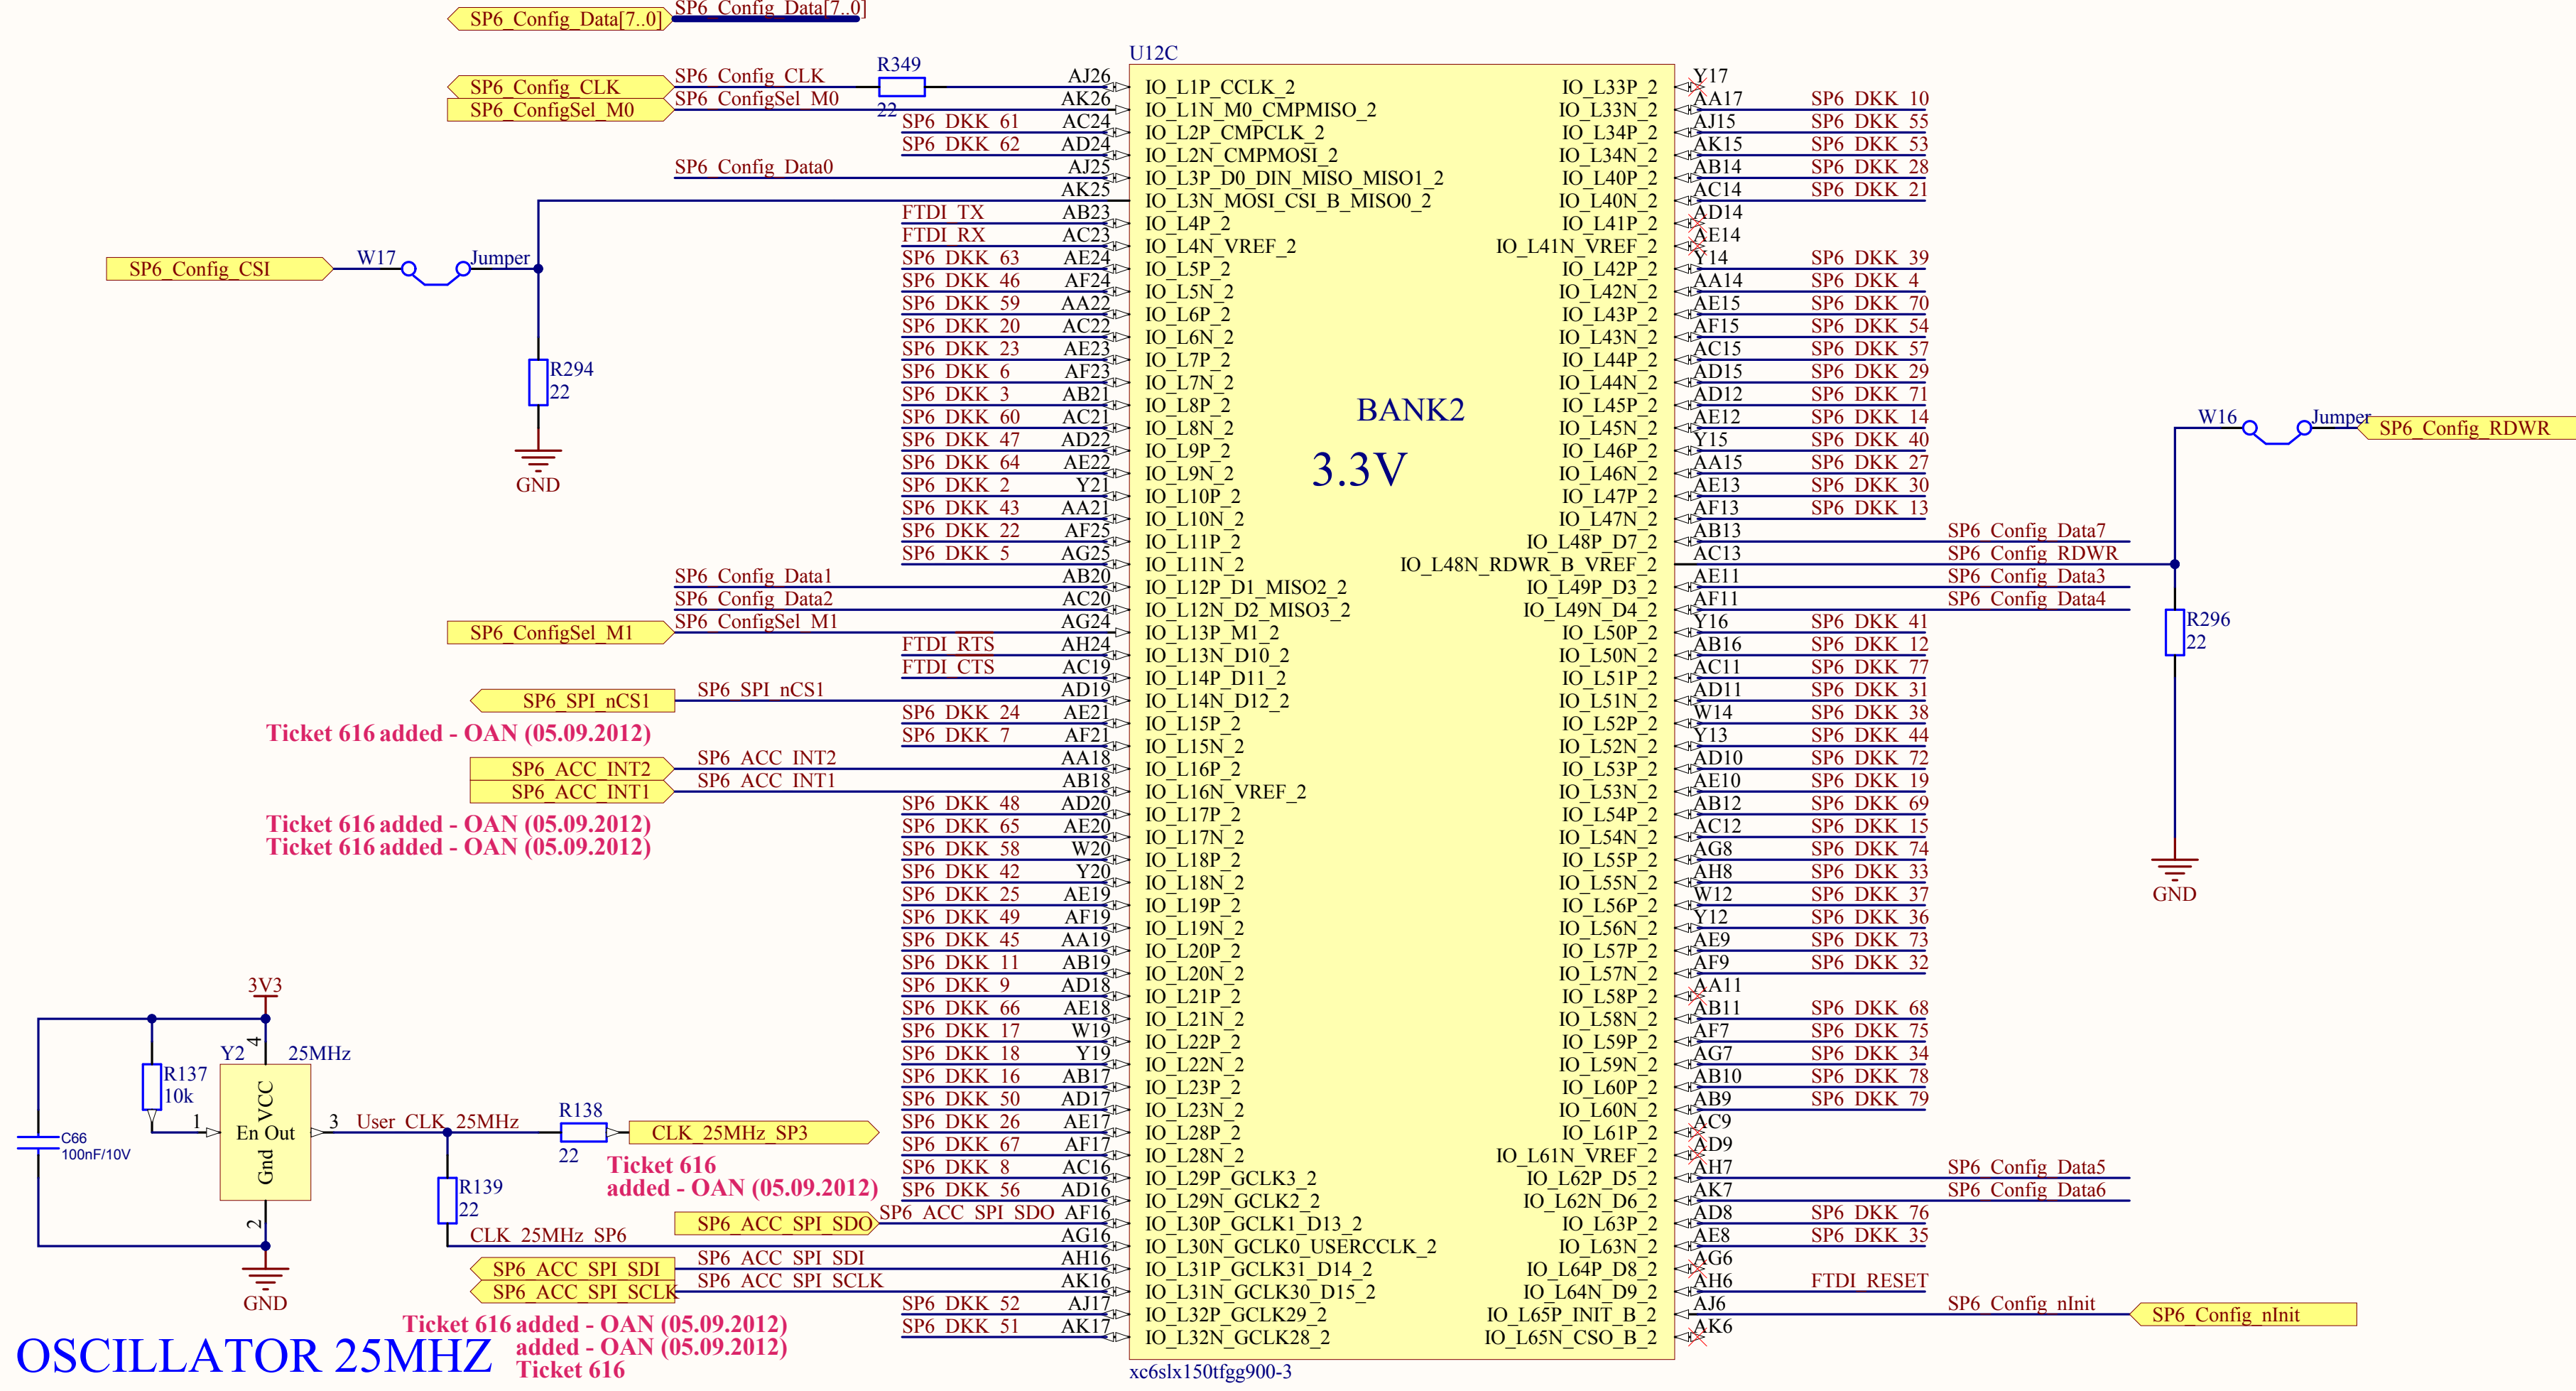 SP6_Config_Data[7..0] SP6_Config_Data[7..0]
U12C
SP6_Config_CLK SP6_Config_CLK R349 22 AJ26 IO_L1P_CCLK_2
SP6_ConfigSel_M0 SP6_ConfigSel_M0 AK26 IO_L1N_M0_CMPMISO_2
SP6_DKK_61 AC24 IO_L2P_CMPCLK_2
SP6_DKK_62 AD24 IO_L2N_CMPMOSI_2
SP6_Config_Data0 AJ25 IO_L3P_D0_DIN_MISO_MISO1_2
AK25 IO_L3N_MOSI_CSI_B_MISO0_2
FTDI_TX AB23 IO_L4P_2
FTDI_RX AC23 IO_L4N_VREF_2
SP6_DKK_63 AE24 IO_L5P_2
SP6_DKK_46 AF24 IO_L5N_2
SP6_DKK_59 AA22 IO_L6P_2
SP6_DKK_20 AC22 IO_L6N_2
SP6_DKK_23 AE23 IO_L7P_2
SP6_DKK_6 AF23 IO_L7N_2
SP6_DKK_3 AB21 IO_L8P_2
SP6_DKK_60 AC21 IO_L8N_2
SP6_DKK_47 AD22 IO_L9P_2
SP6_DKK_64 AE22 IO_L9N_2
SP6_DKK_2 Y21 IO_L10P_2
SP6_DKK_43 AA21 IO_L10N_2
SP6_DKK_22 AF25 IO_L11P_2
SP6_DKK_5 AG25 IO_L11N_2
SP6_Config_Data1 AB20 IO_L12P_D1_MISO2_2
SP6_Config_Data2 AC20 IO_L12N_D2_MISO3_2
SP6_ConfigSel_M1 SP6_ConfigSel_M1 AG24 IO_L13P_M1_2
FTDI_RTS AH24 IO_L13N_D10_2
FTDI_CTS AC19 IO_L14P_D11_2
SP6_SPI_nCS1 SP6_SPI_nCS1 AD19 IO_L14N_D12_2
SP6_DKK_24 AE21 IO_L15P_2
SP6_DKK_7 AF21 IO_L15N_2
SP6_ACC_INT2 SP6_ACC_INT2 AA18 IO_L16P_2
SP6_ACC_INT1 SP6_ACC_INT1 AB18 IO_L16N_VREF_2
SP6_DKK_48 AD20 IO_L17P_2
SP6_DKK_65 AE20 IO_L17N_2
SP6_DKK_58 W20 IO_L18P_2
SP6_DKK_42 Y20 IO_L18N_2
SP6_DKK_25 AE19 IO_L19P_2
SP6_DKK_49 AF19 IO_L19N_2
SP6_DKK_45 AA19 IO_L20P_2
SP6_DKK_11 AB19 IO_L20N_2
SP6_DKK_9 AD18 IO_L21P_2
SP6_DKK_66 AE18 IO_L21N_2
SP6_DKK_17 W19 IO_L22P_2
SP6_DKK_18 Y19 IO_L22N_2
SP6_DKK_16 AB17 IO_L23P_2
SP6_DKK_50 AD17 IO_L23N_2
SP6_DKK_26 AE17 IO_L28P_2
SP6_DKK_67 AF17 IO_L28N_2
SP6_DKK_8 AC16 IO_L29P_GCLK3_2
SP6_DKK_56 AD16 IO_L29N_GCLK2_2
SP6_ACC_SPI_SDO SP6_ACC_SPI_SDO AF16 IO_L30P_GCLK1_D13_2
CLK_25MHz_SP6 AG16 IO_L30N_GCLK0_USERCCLK_2
SP6_ACC_SPI_SDI SP6_ACC_SPI_SDI AH16 IO_L31P_GCLK31_D14_2
SP6_ACC_SPI_SCLK SP6_ACC_SPI_SCLK AK16 IO_L31N_GCLK30_D15_2
SP6_DKK_52 AJ17 IO_L32P_GCLK29_2
SP6_DKK_51 AK17 IO_L32N_GCLK28_2
BANK2
3.3V
IO_L33P_2 Y17
IO_L33N_2 AA17 SP6_DKK_10
IO_L34P_2 AJ15 SP6_DKK_55
IO_L34N_2 AK15 SP6_DKK_53
IO_L40P_2 AB14 SP6_DKK_28
IO_L40N_2 AC14 SP6_DKK_21
IO_L41P_2 AD14
IO_L41N_VREF_2 AE14
IO_L42P_2 Y14 SP6_DKK_39
IO_L42N_2 AA14 SP6_DKK_4
IO_L43P_2 AE15 SP6_DKK_70
IO_L43N_2 AF15 SP6_DKK_54
IO_L44P_2 AC15 SP6_DKK_57
IO_L44N_2 AD15 SP6_DKK_29
IO_L45P_2 AD12 SP6_DKK_71
IO_L45N_2 AE12 SP6_DKK_14
IO_L46P_2 Y15 SP6_DKK_40
IO_L46N_2 AA15 SP6_DKK_27
IO_L47P_2 AE13 SP6_DKK_30
IO_L47N_2 AF13 SP6_DKK_13
IO_L48P_D7_2 AB13 SP6_Config_Data7
IO_L48N_RDWR_B_VREF_2 AC13 SP6_Config_RDWR
IO_L49P_D3_2 AE11 SP6_Config_Data3
IO_L49N_D4_2 AF11 SP6_Config_Data4
IO_L50P_2 Y16 SP6_DKK_41
IO_L50N_2 AB16 SP6_DKK_12
IO_L51P_2 AC11 SP6_DKK_77
IO_L51N_2 AD11 SP6_DKK_31
IO_L52P_2 W14 SP6_DKK_38
IO_L52N_2 Y13 SP6_DKK_44
IO_L53P_2 AD10 SP6_DKK_72
IO_L53N_2 AE10 SP6_DKK_19
IO_L54P_2 AB12 SP6_DKK_69
IO_L54N_2 AC12 SP6_DKK_15
IO_L55P_2 AG8 SP6_DKK_74
IO_L55N_2 AH8 SP6_DKK_33
IO_L56P_2 W12 SP6_DKK_37
IO_L56N_2 Y12 SP6_DKK_36
IO_L57P_2 AE9 SP6_DKK_73
IO_L57N_2 AF9 SP6_DKK_32
IO_L58P_2 AA11
IO_L58N_2 AB11 SP6_DKK_68
IO_L59P_2 AF7 SP6_DKK_75
IO_L59N_2 AG7 SP6_DKK_34
IO_L60P_2 AB10 SP6_DKK_78
IO_L60N_2 AB9 SP6_DKK_79
IO_L61P_2 AC9
IO_L61N_VREF_2 AD9
IO_L62P_D5_2 AH7 SP6_Config_Data5
IO_L62N_D6_2 AK7 SP6_Config_Data6
IO_L63P_2 AD8 SP6_DKK_76
IO_L63N_2 AE8 SP6_DKK_35
IO_L64P_D8_2 AG6
IO_L64N_D9_2 AH6 FTDI_RESET
IO_L65P_INIT_B_2 AJ6 SP6_Config_nInit SP6_Config_nInit
IO_L65N_CSO_B_2 AK6
xc6slx150tfgg900-3
SP6_Config_CSI W17 Jumper
R294
22
GND
W16 Jumper SP6_Config_RDWR
R296
22
GND
Ticket 616 added - OAN (05.09.2012)
Ticket 616 added - OAN (05.09.2012)
Ticket 616 added - OAN (05.09.2012)
3V3
Y2 25MHz
R137
10k
C66
100nF/10V
4
VCC
1 En Out 3
Gnd
2
GND
User_CLK_25MHz R138 22 CLK_25MHz_SP3
R139
22
Ticket 616
added - OAN (05.09.2012)
Ticket 616 added - OAN (05.09.2012)
added - OAN (05.09.2012)
Ticket 616
OSCILLATOR 25MHZ